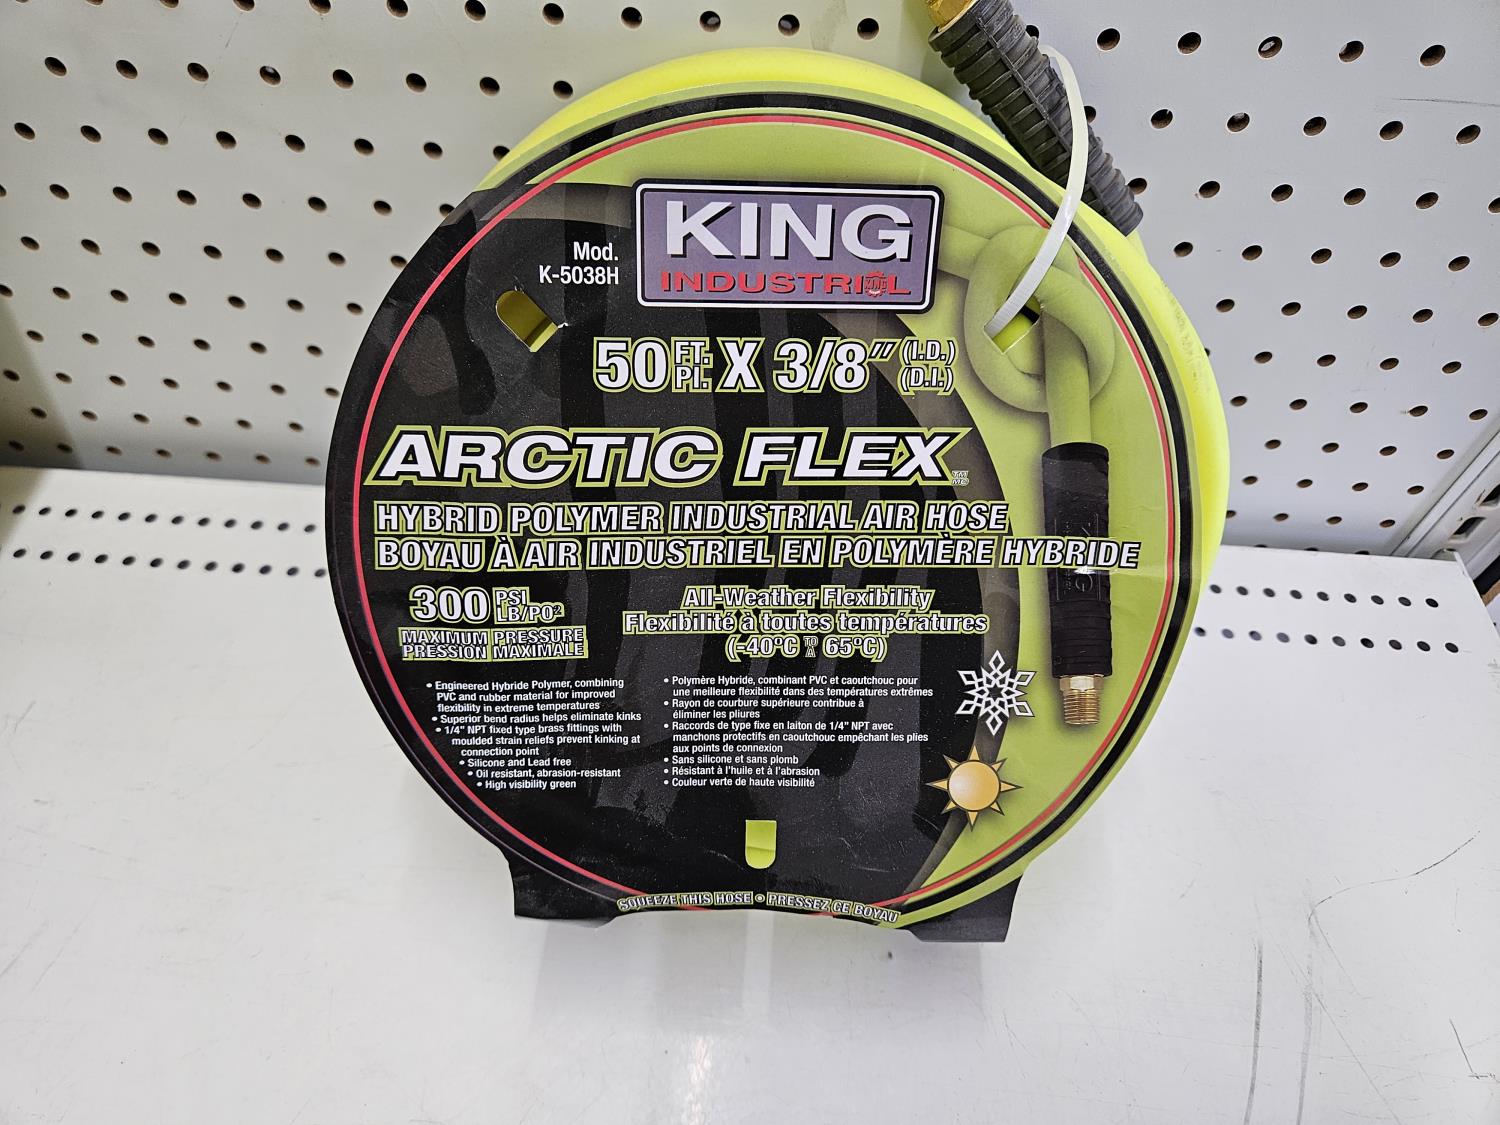 KING
INDUSTRIAL
Mod.
K-5038H
50 FT. PI. X 3/8" (I.D.) (D.I.)
ARCTIC FLEX TM MC
HYBRID POLYMER INDUSTRIAL AIR HOSE
BOYAU À AIR INDUSTRIEL EN POLYMÈRE HYBRIDE
300 PSI LB/PO²
MAXIMUM PRESSURE
PRESSION MAXIMALE
All-Weather Flexibility
Flexibilité à toutes températures
(-40ºC TO À 65ºC)
• Engineered Hybride Polymer, combining
PVC and rubber material for improved
flexibility in extreme temperatures
• Superior bend radius helps eliminate kinks
• 1/4" NPT fixed type brass fittings with
moulded strain reliefs prevent kinking at
connection point
• Silicone and Lead free
• Oil resistant, abrasion-resistant
• High visibility green
• Polymère Hybride, combinant PVC et caoutchouc pour
une meilleure flexibilité dans des températures extrêmes
• Rayon de courbure supérieure contribue à
éliminer les pliures
• Raccords de type fixe en laiton de 1/4" NPT avec
manchons protectifs en caoutchouc empêchant les plies
aux points de connexion
• Sans silicone et sans plomb
• Résistant à l'huile et à l'abrasion
• Couleur verte de haute visibilité
SQUEEZE THIS HOSE • PRESSEZ CE BOYAU